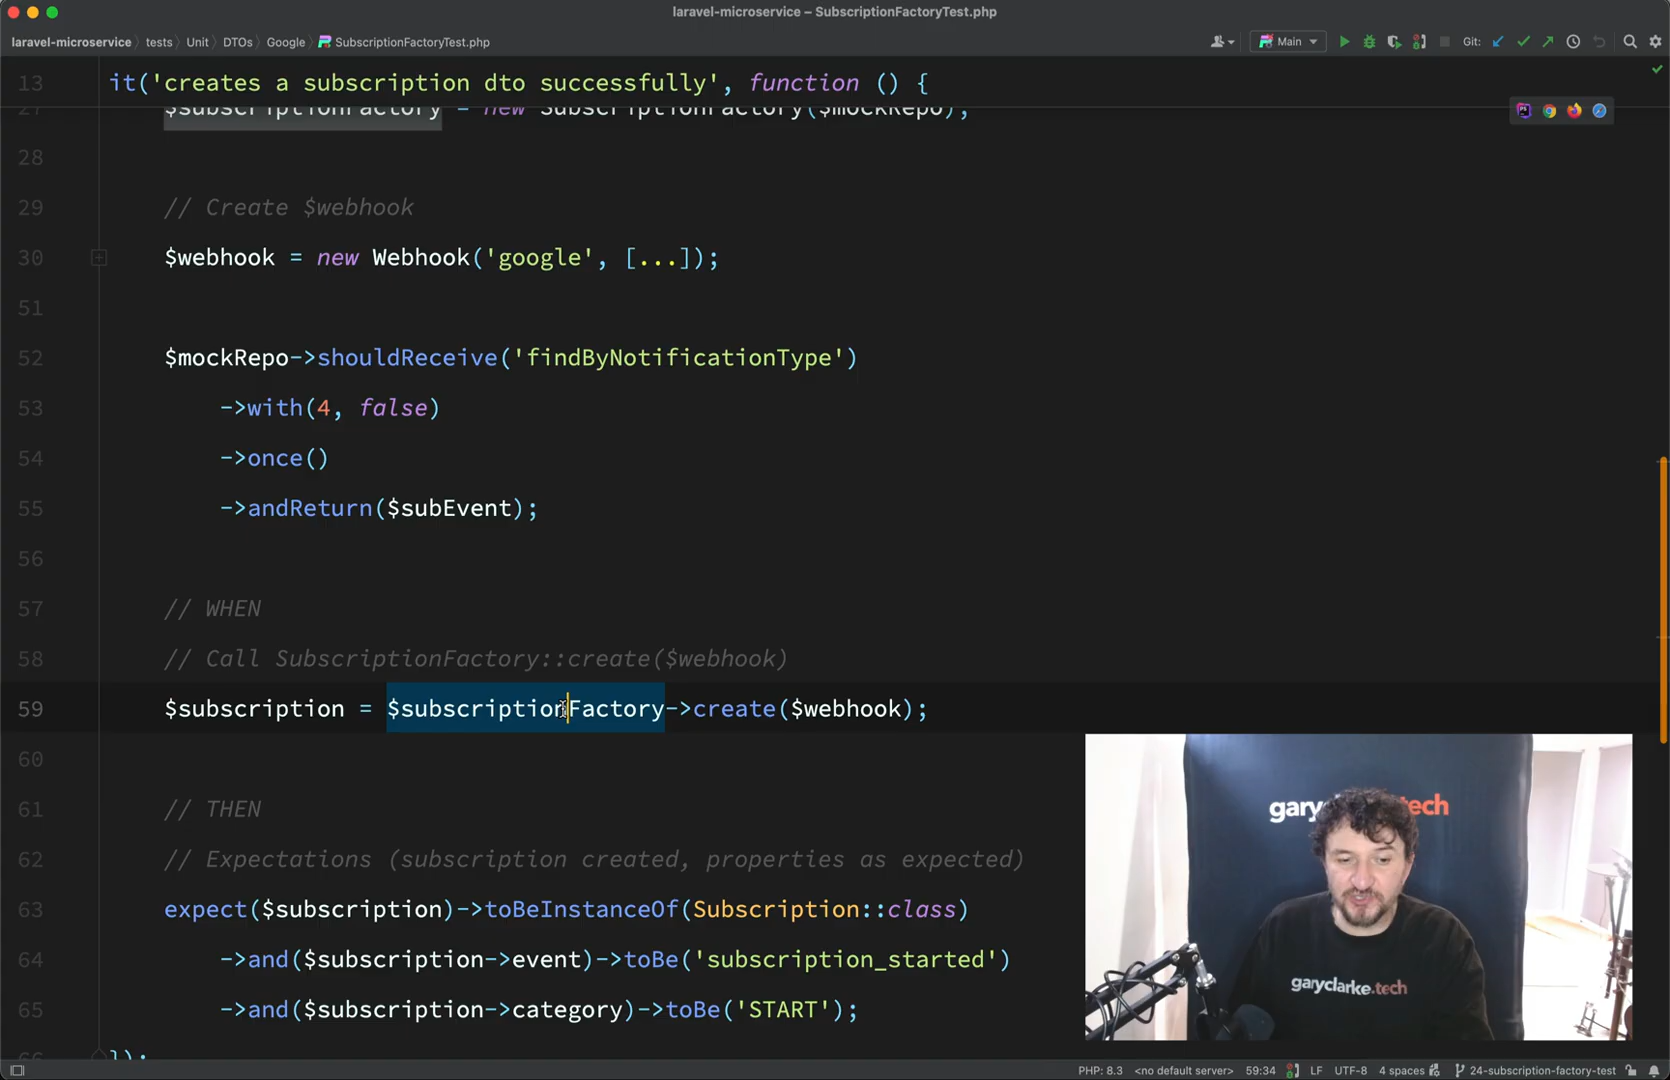 laravel-microservice – SubscriptionFactoryTest.php
laravel-microservice › tests › Unit › DTOs › Google › SubscriptionFactoryTest.php
Main
Git:
13 it('creates a subscription dto successfully', function () {
27 $subscriptionFactory = new SubscriptionFactory($mockRepo);
28
29 // Create $webhook
30 $webhook = new Webhook('google', [...]);
51
52 $mockRepo->shouldReceive('findByNotificationType')
53 ->with(4, false)
54 ->once()
55 ->andReturn($subEvent);
56
57 // WHEN
58 // Call SubscriptionFactory::create($webhook)
59 $subscription = $subscriptionFactory->create($webhook);
60
61 // THEN
62 // Expectations (subscription created, properties as expected)
63 expect($subscription)->toBeInstanceOf(Subscription::class)
64 ->and($subscription->event)->toBe('subscription_started')
65 ->and($subscription->category)->toBe('START');
66 });
garyclarke.tech
PHP: 8.3 <no default server> 59:34 LF UTF-8 4 spaces 24-subscription-factory-test